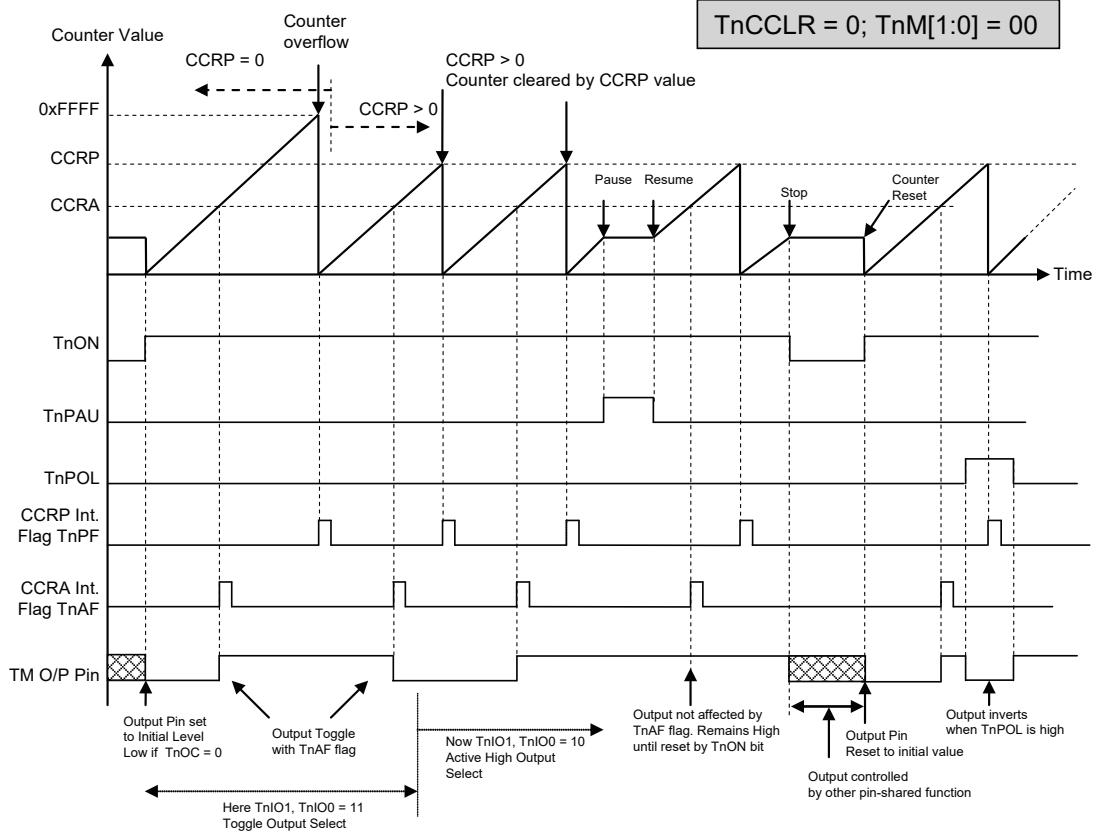 TnCCLR = 0; TnM[1:0] = 00
Counter Value
Counter
overflow
CCRP = 0
CCRP > 0
CCRP > 0
Counter cleared by CCRP value
0xFFFF
CCRP
CCRA
Pause
Resume
Stop
Counter
Reset
Time
TnON
TnPAU
TnPOL
CCRP Int.
Flag TnPF
CCRA Int.
Flag TnAF
TM O/P Pin
Output Pin set
to Initial Level
Low if TnOC = 0
Output Toggle
with TnAF flag
Now TnIO1, TnIO0 = 10
Active High Output
Select
Output not affected by
TnAF flag. Remains High
until reset by TnON bit
Output Pin
Reset to initial value
Output inverts
when TnPOL is high
Output controlled
by other pin-shared function
Here TnIO1, TnIO0 = 11
Toggle Output Select